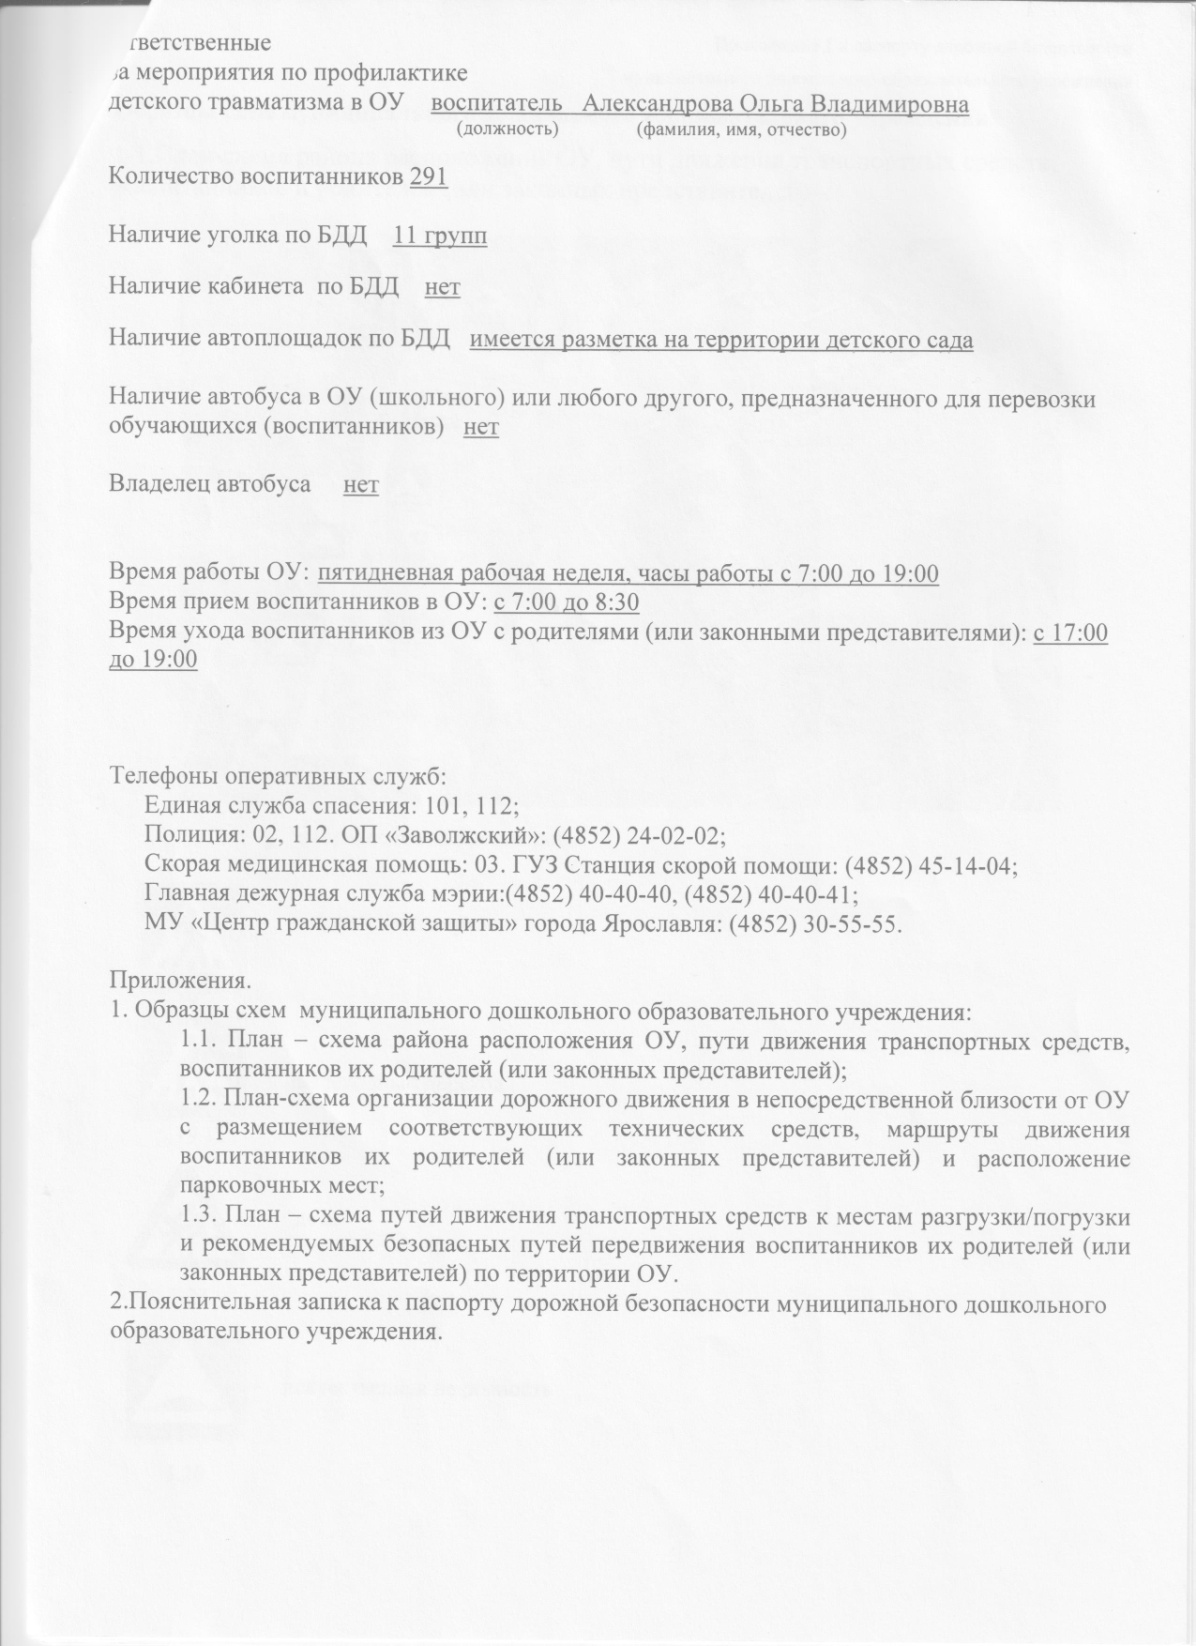 тветственные
за мероприятия по профилактике
детского травматизма в ОУ воспитатель Александрова Ольга Владимировна
(должность) (фамилия, имя, отчество)
Количество воспитанников 291
Наличие уголка по БДД 11 групп
Наличие кабинета по БДД нет
Наличие автоплощадок по БДД имеется разметка на территории детского сада
Наличие автобуса в ОУ (школьного) или любого другого, предназначенного для перевозки
обучающихся (воспитанников) нет
Владелец автобуса нет
Время работы ОУ: пятидневная рабочая неделя, часы работы с 7:00 до 19:00
Время прием воспитанников в ОУ: с 7:00 до 8:30
Время ухода воспитанников из ОУ с родителями (или законными представителями): с 17:00
до 19:00
Телефоны оперативных служб:
Единая служба спасения: 101, 112;
Полиция: 02, 112. ОП «Заволжский»: (4852) 24-02-02;
Скорая медицинская помощь: 03. ГУЗ Станция скорой помощи: (4852) 45-14-04;
Главная дежурная служба мэрии:(4852) 40-40-40, (4852) 40-40-41;
МУ «Центр гражданской защиты» города Ярославля: (4852) 30-55-55.
Приложения.
1. Образцы схем муниципального дошкольного образовательного учреждения:
1.1. План – схема района расположения ОУ, пути движения транспортных средств,
воспитанников их родителей (или законных представителей);
1.2. План-схема организации дорожного движения в непосредственной близости от ОУ
с размещением соответствующих технических средств, маршруты движения
воспитанников их родителей (или законных представителей) и расположение
парковочных мест;
1.3. План – схема путей движения транспортных средств к местам разгрузки/погрузки
и рекомендуемых безопасных путей передвижения воспитанников их родителей (или
законных представителей) по территории ОУ.
2.Пояснительная записка к паспорту дорожной безопасности муниципального дошкольного
образовательного учреждения.